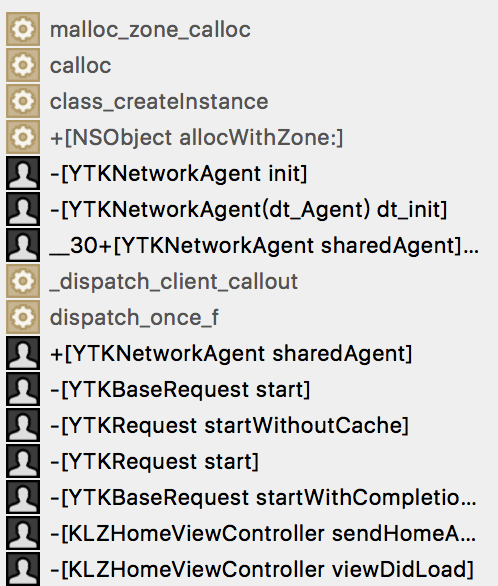 malloc_zone_calloc
calloc
class_createInstance
+[NSObject allocWithZone:]
-[YTKNetworkAgent init]
-[YTKNetworkAgent(dt_Agent) dt_init]
__30+[YTKNetworkAgent sharedAgent]...
_dispatch_client_callout
dispatch_once_f
+[YTKNetworkAgent sharedAgent]
-[YTKBaseRequest start]
-[YTKRequest startWithoutCache]
-[YTKRequest start]
-[YTKBaseRequest startWithCompletio...
-[KLZHomeViewController sendHomeA...
-[KLZHomeViewController viewDidLoad]